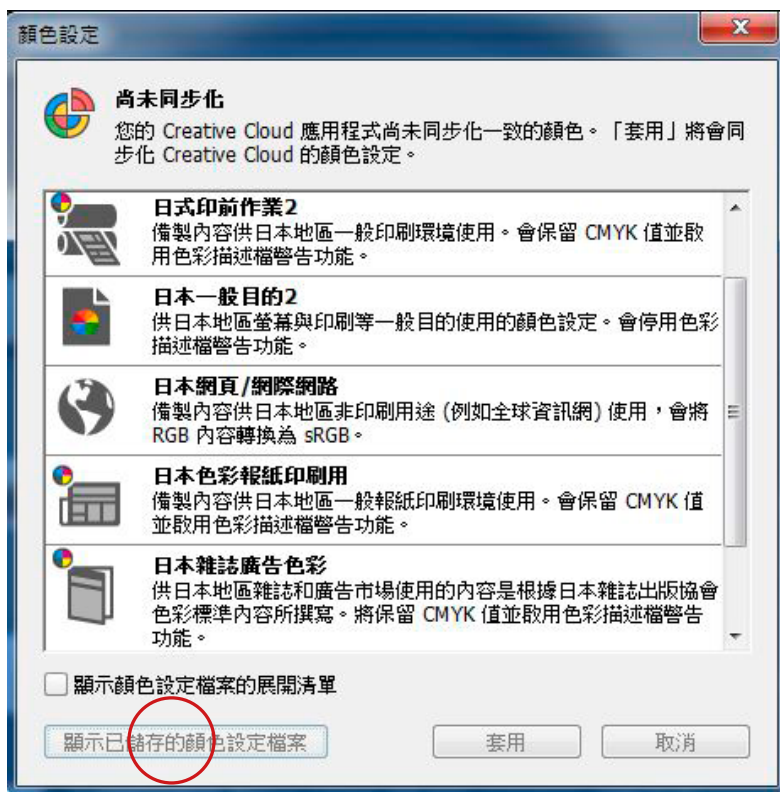 顏色設定
尚未同步化
您的 Creative Cloud 應用程式尚未同步化一致的顏色。「套用」將會同
步化 Creative Cloud 的顏色設定。
日式印前作業2
備製內容供日本地區一般印刷環境使用。會保留 CMYK 值並啟
用色彩描述檔警告功能。
日本一般目的2
供日本地區螢幕與印刷等一般目的使用的顏色設定。會停用色彩
描述檔警告功能。
日本網頁/網際網路
備製內容供日本地區非印刷用途 (例如全球資訊網) 使用，會將
RGB 內容轉換為 sRGB。
日本色彩報紙印刷用
備製內容供日本地區一般報紙印刷環境使用。會保留 CMYK 值
並啟用色彩描述檔警告功能。
日本雜誌廣告色彩
供日本地區雜誌和廣告市場使用的內容是根據日本雜誌出版協會
色彩標準內容所撰寫。將保留 CMYK 值並啟用色彩描述檔警告
功能。
顯示顏色設定檔案的展開清單
顯示已儲存的顏色設定檔案
套用
取消